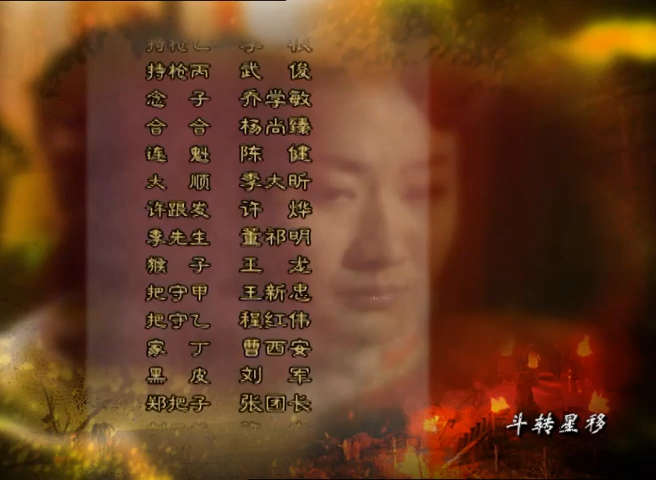 持枪丙 武俊
念子 乔学敏
合合 杨尚臻
连魁 陈健
大顺 李大昕
许跟发 许烨
李先生 董祁明
猴子 王龙
把守甲 王新忠
把守乙 程红伟
家丁 曹西安
黑皮 刘军
郑把子 张团长
斗转星移